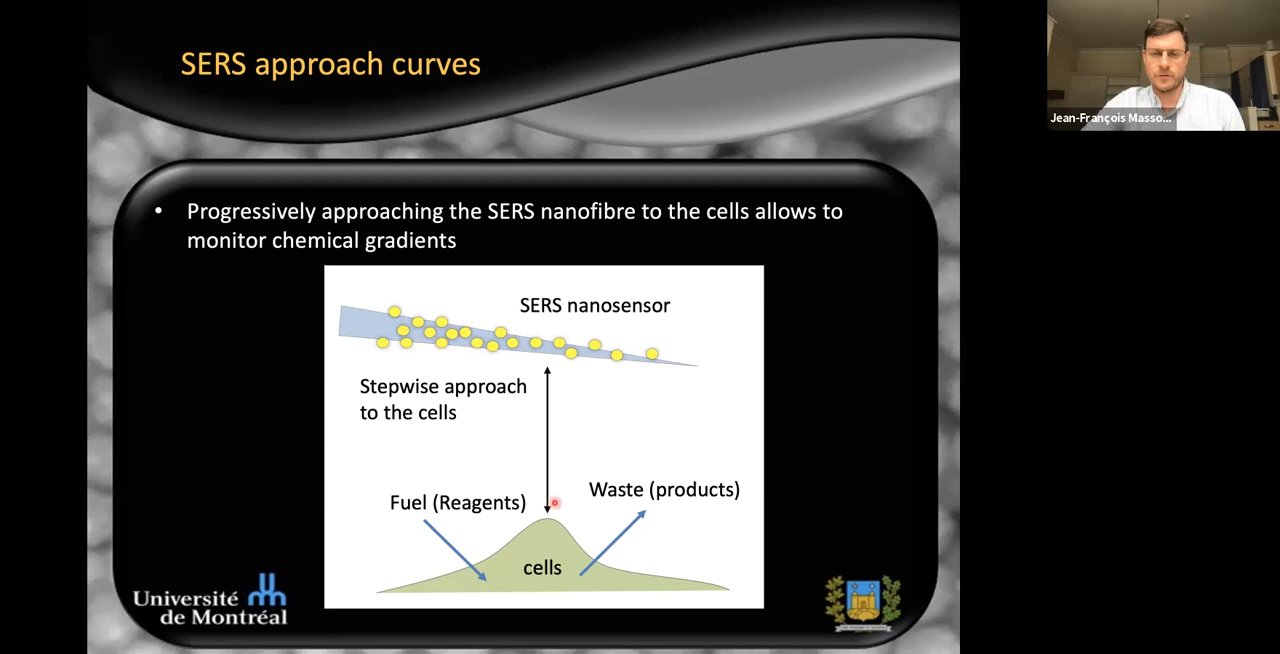 SERS approach curves
Jean-François Masso...
• Progressively approaching the SERS nanofibre to the cells allows to
monitor chemical gradients
SERS nanosensor
Stepwise approach
to the cells
Fuel (Reagents)
Waste (products)
cells
Université
de Montréal